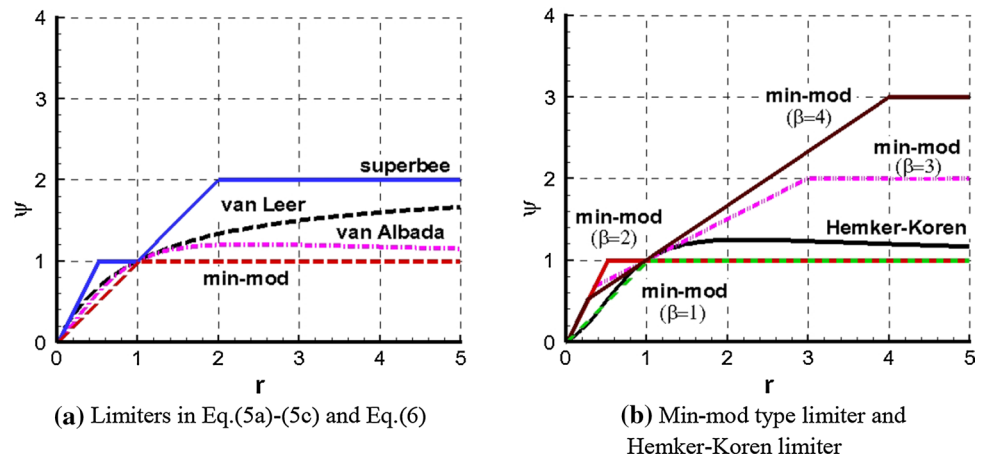 4
3
2
1
0
ψ
superbee
van Leer
van Albada
min-mod
0 1 2 3 4 5
r
(a) Limiters in Eq.(5a)-(5c) and Eq.(6)
4
3
2
1
0
ψ
min-mod
(β=4)
min-mod
(β=3)
min-mod
(β=2)
Hemker-Koren
min-mod
(β=1)
0 1 2 3 4 5
r
(b) Min-mod type limiter and
Hemker-Koren limiter